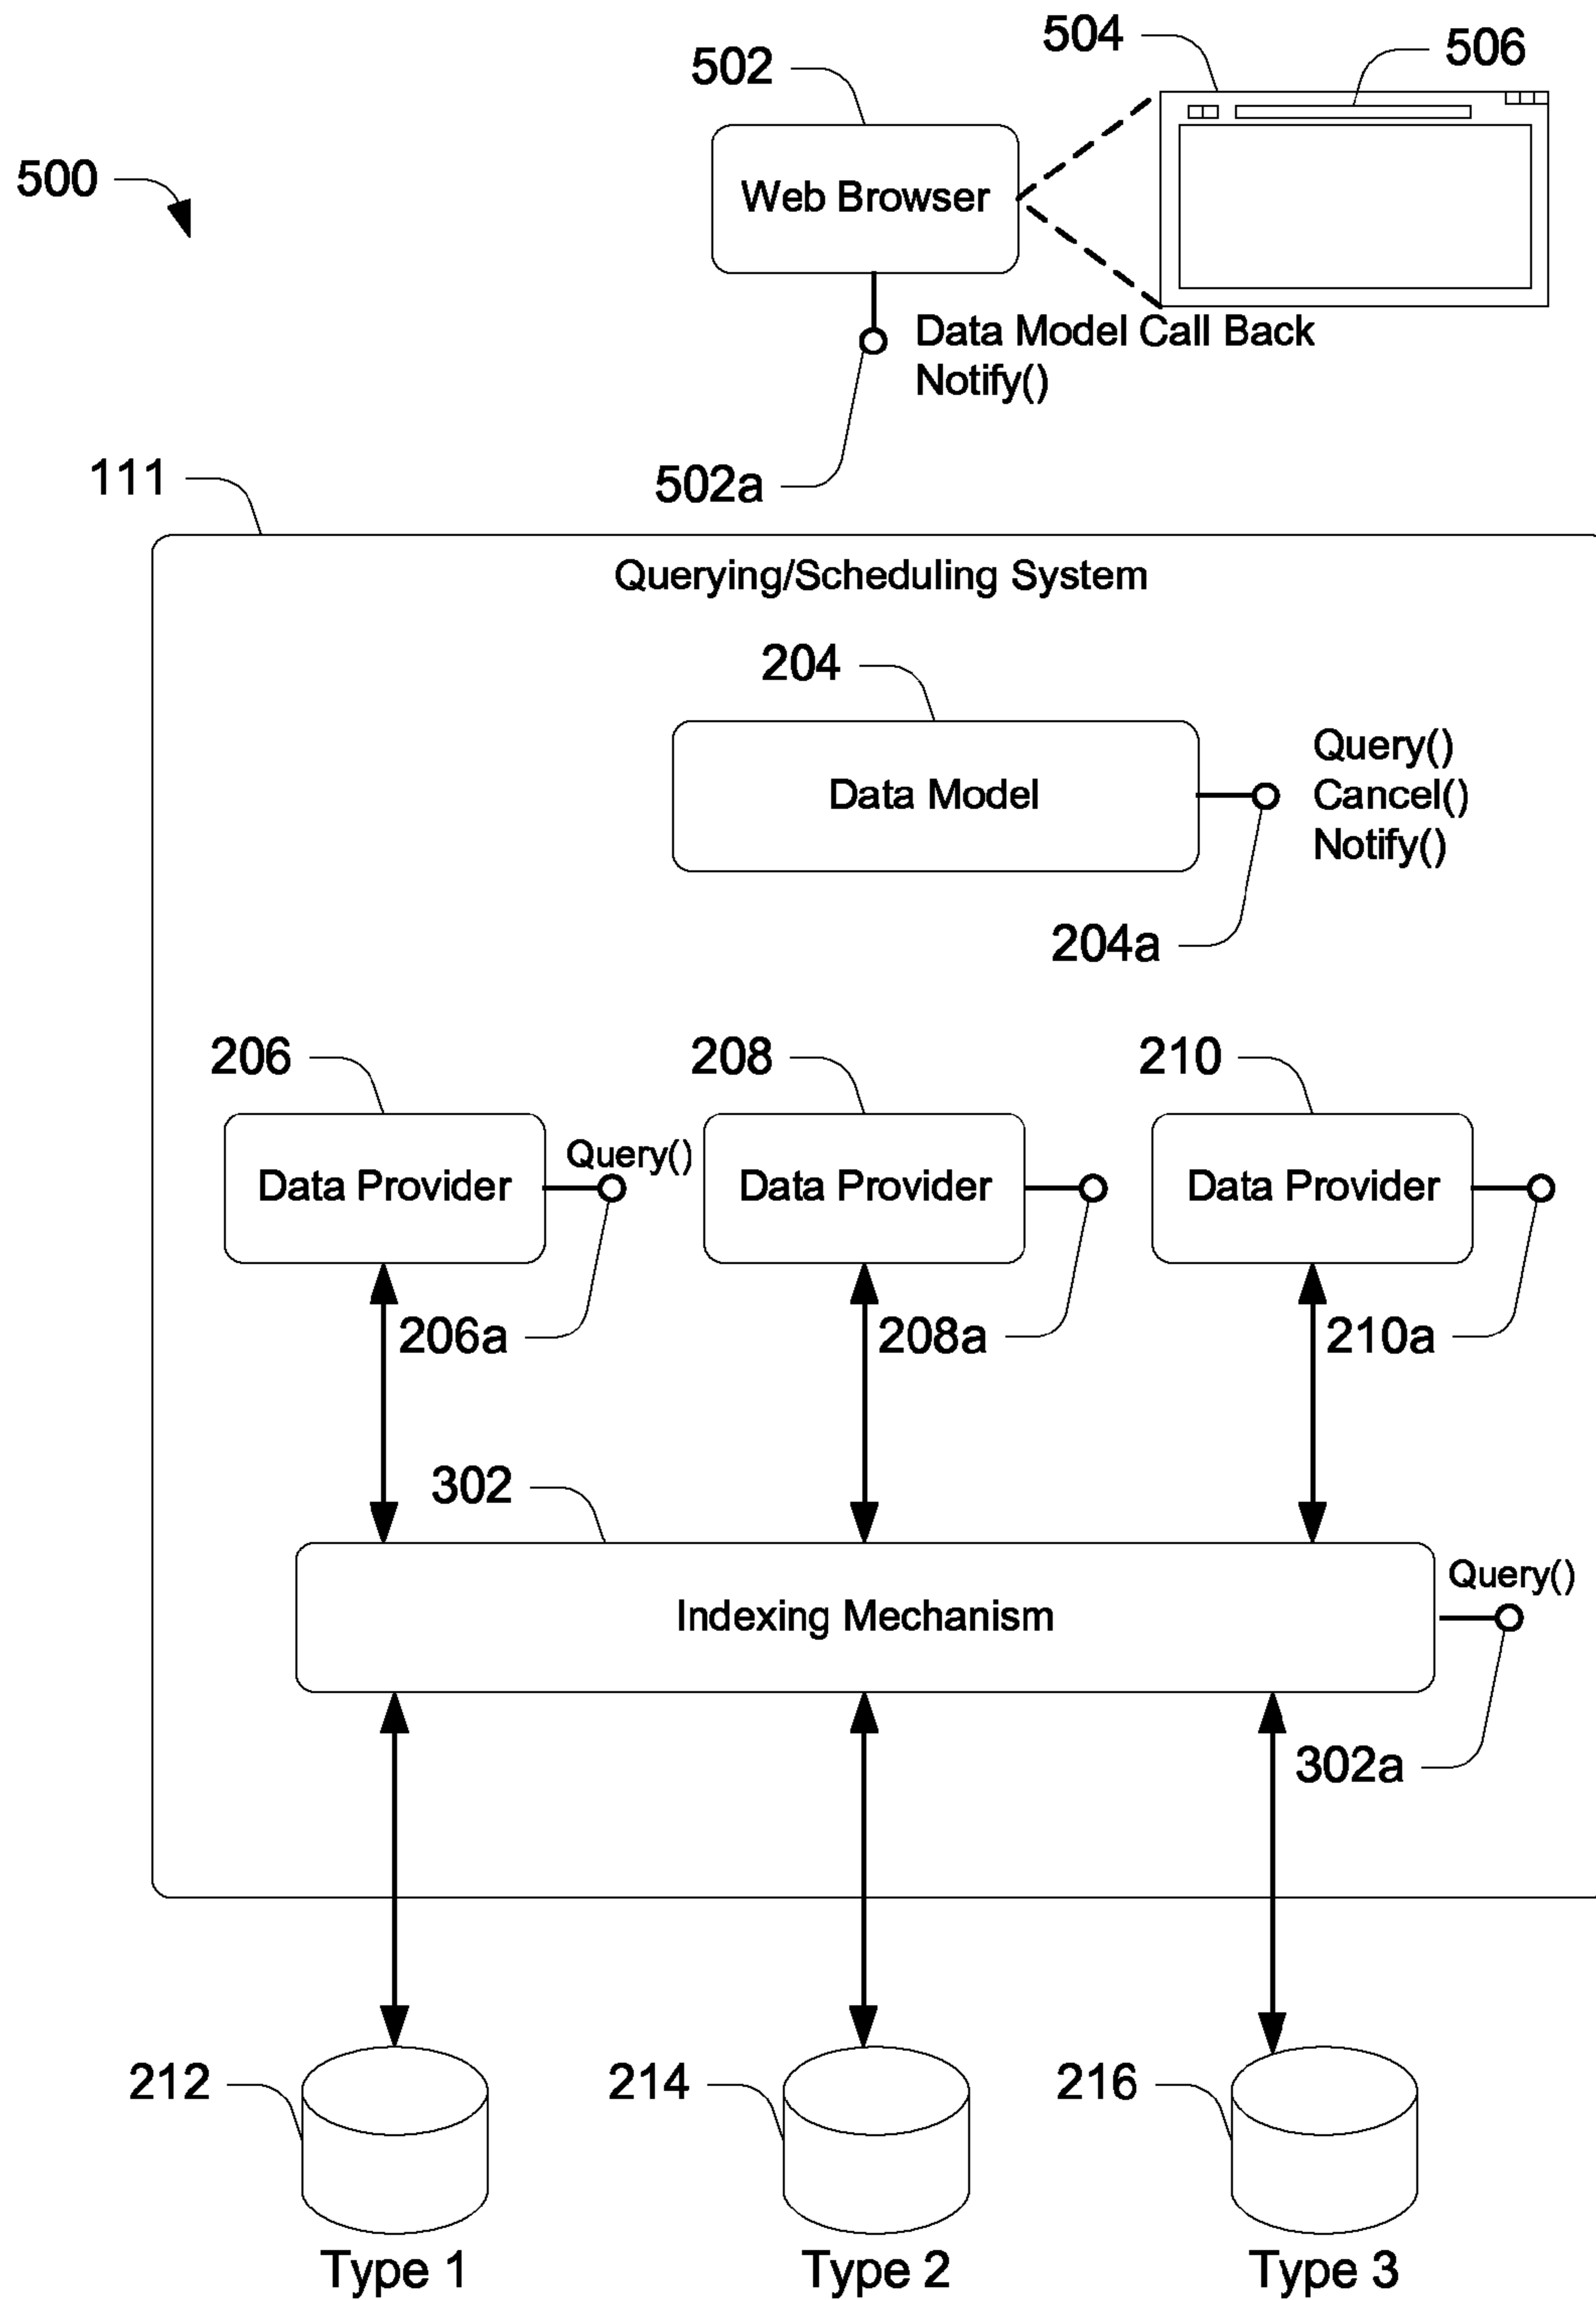 504
506
502
500
Web Browser
Data Model Call Back
Notify()
502a
111
Querying/Scheduling System
204
Query()
Data Model
Cancel()
Notify()
204a
206
208
210
Query()
Data Provider
Data Provider
Data Provider
206a
208a
210a
302
Query()
Indexing Mechanism
302a
212
214
216
Type 1
Type 2
Type 3